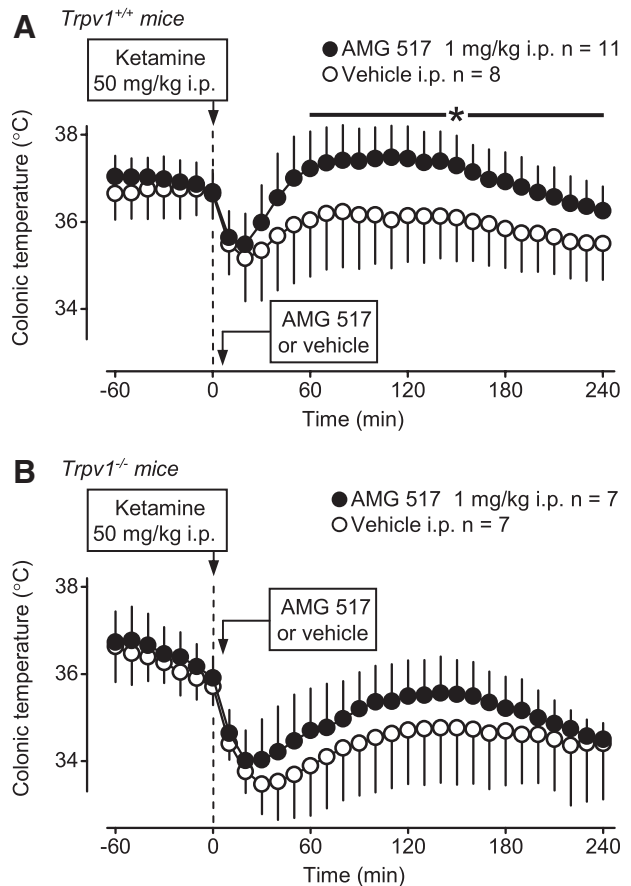 A
Trpv1+/+ mice
Ketamine
50 mg/kg i.p.
AMG 517 1 mg/kg i.p. n = 11
Vehicle i.p. n = 8
*
38
36
34
Colonic temperature (°C)
AMG 517
or vehicle
-60 0 60 120 180 240
Time (min)
B
Trpv1-/- mice
Ketamine
50 mg/kg i.p.
AMG 517 1 mg/kg i.p. n = 7
Vehicle i.p. n = 7
38
36
34
Colonic temperature (°C)
AMG 517
or vehicle
-60 0 60 120 180 240
Time (min)